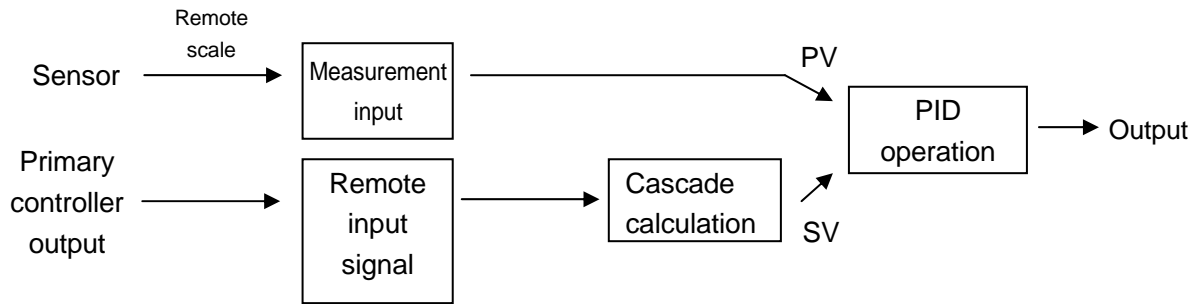 Remote
scale
Sensor
Measurement
input
PV
PID
operation
Output
Primary
controller
output
Remote
input
signal
Cascade
calculation
SV